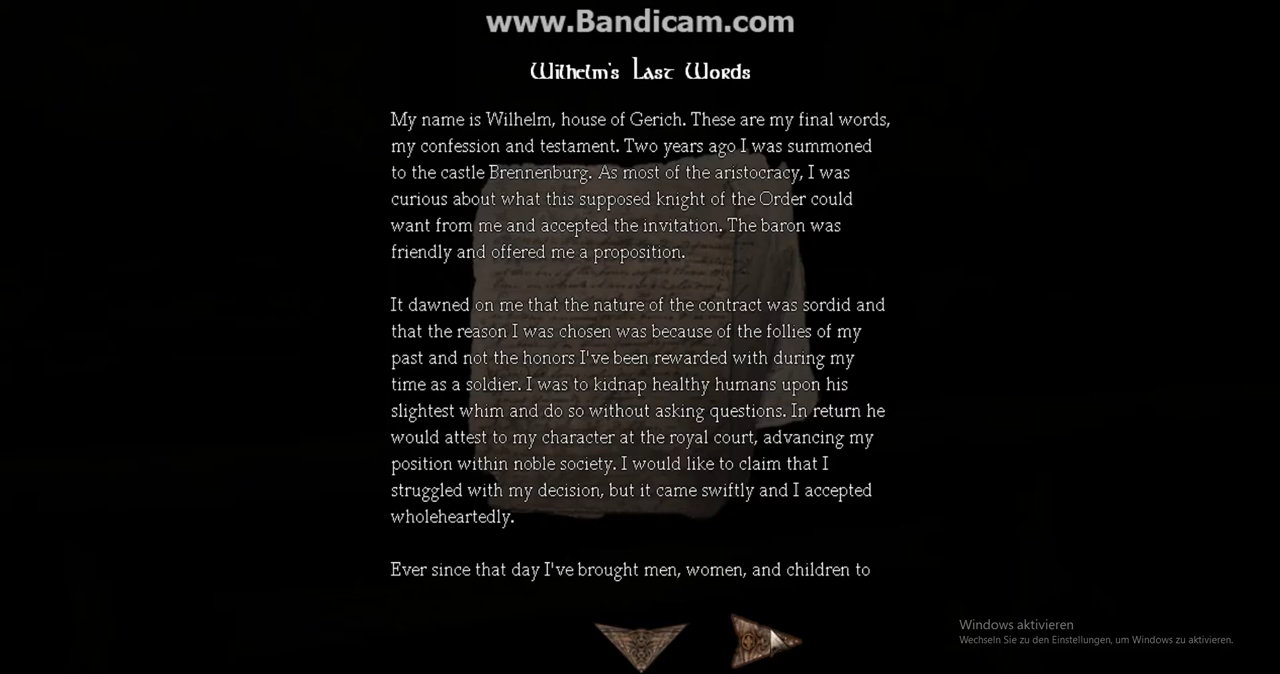 www.Bandicam.com
Wilhelm's Last Words
My name is Wilhelm, house of Gerich. These are my final words,
my confession and testament. Two years ago I was summoned
to the castle Brennenburg. As most of the aristocracy, I was
curious about what this supposed knight of the Order could
want from me and accepted the invitation. The baron was
friendly and offered me a proposition.
It dawned on me that the nature of the contract was sordid and
that the reason I was chosen was because of the follies of my
past and not the honors I've been rewarded with during my
time as a soldier. I was to kidnap healthy humans upon his
slightest whim and do so without asking questions. In return he
would attest to my character at the royal court, advancing my
position within noble society. I would like to claim that I
struggled with my decision, but it came swiftly and I accepted
wholeheartedly.
Ever since that day I've brought men, women, and children to
Windows aktivieren
Wechseln Sie zu den Einstellungen, um Windows zu aktivieren.